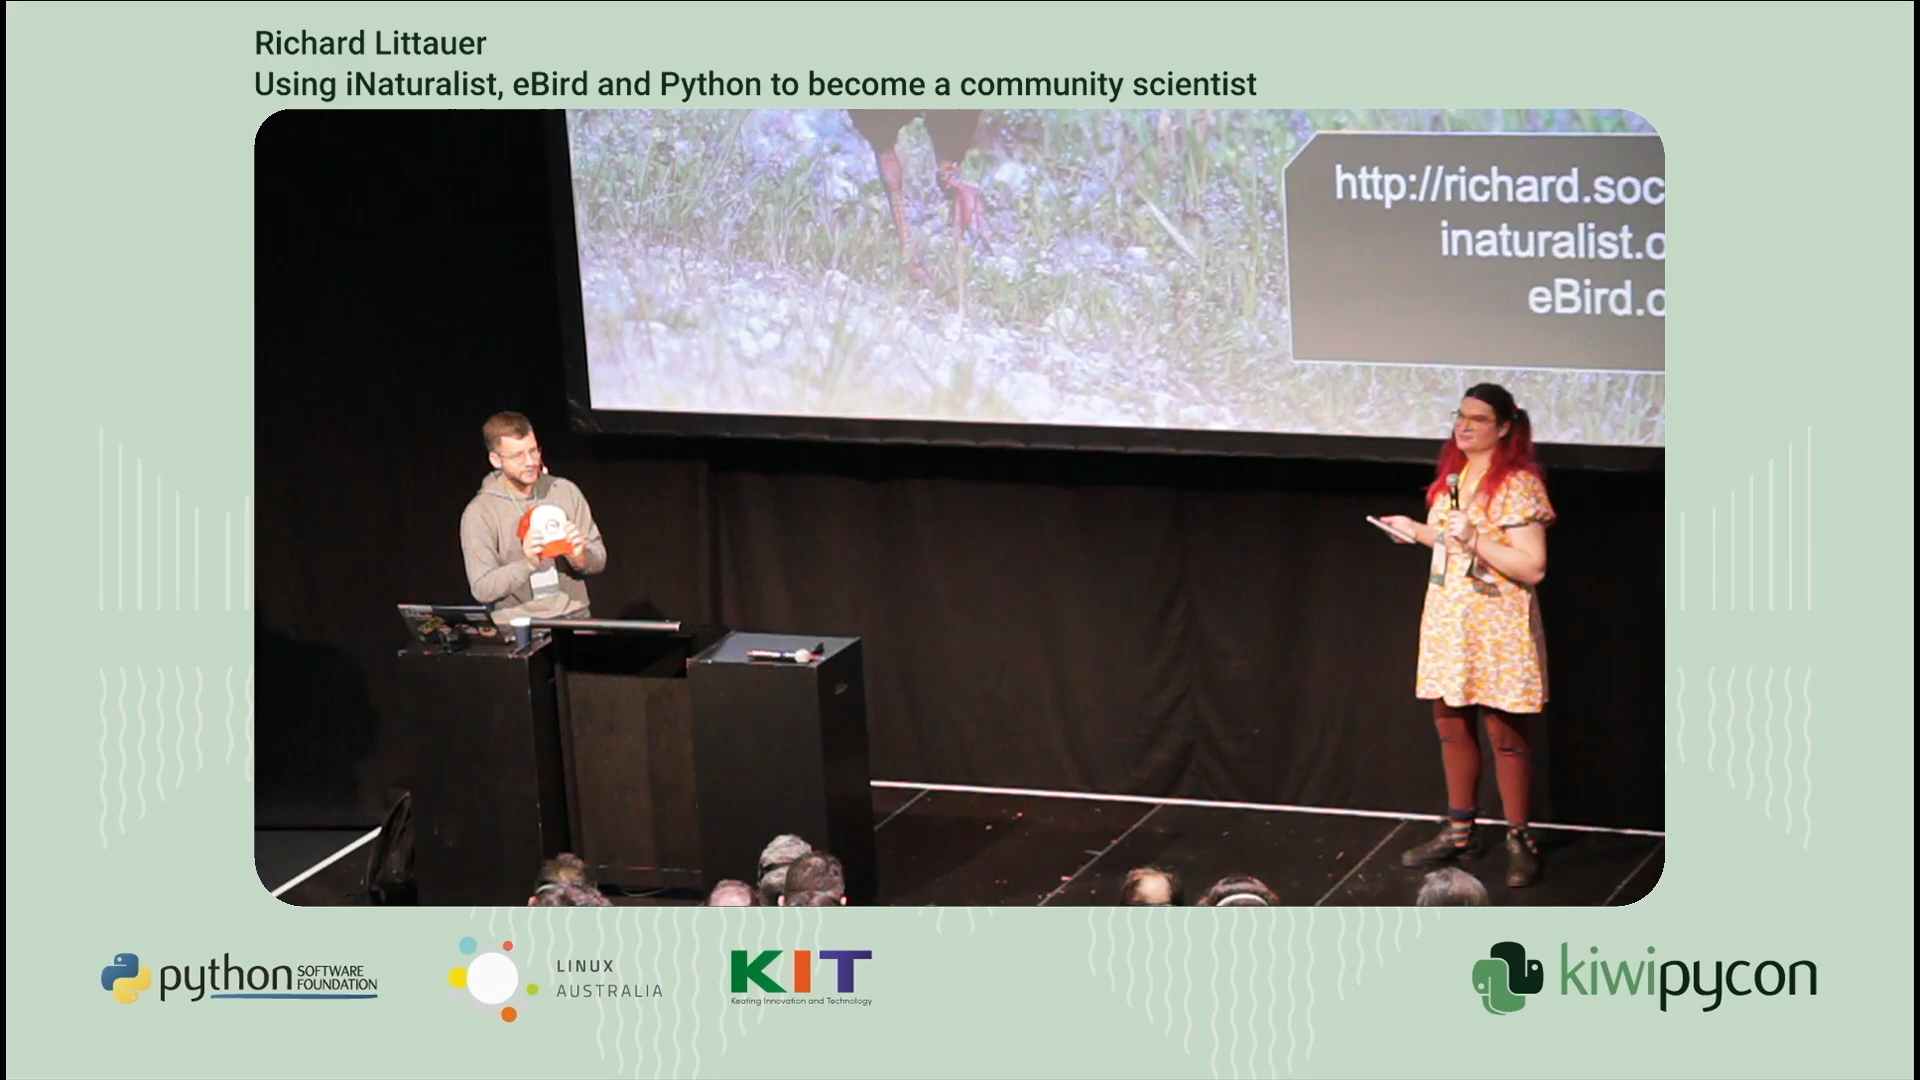 Richard Littauer
Using iNaturalist, eBird and Python to become a community scientist
http://richard.soc
inaturalist.o
eBird.o
python SOFTWARE FOUNDATION
LINUX
AUSTRALIA
KIT
Keating Innovation and Technology
kiwipycon